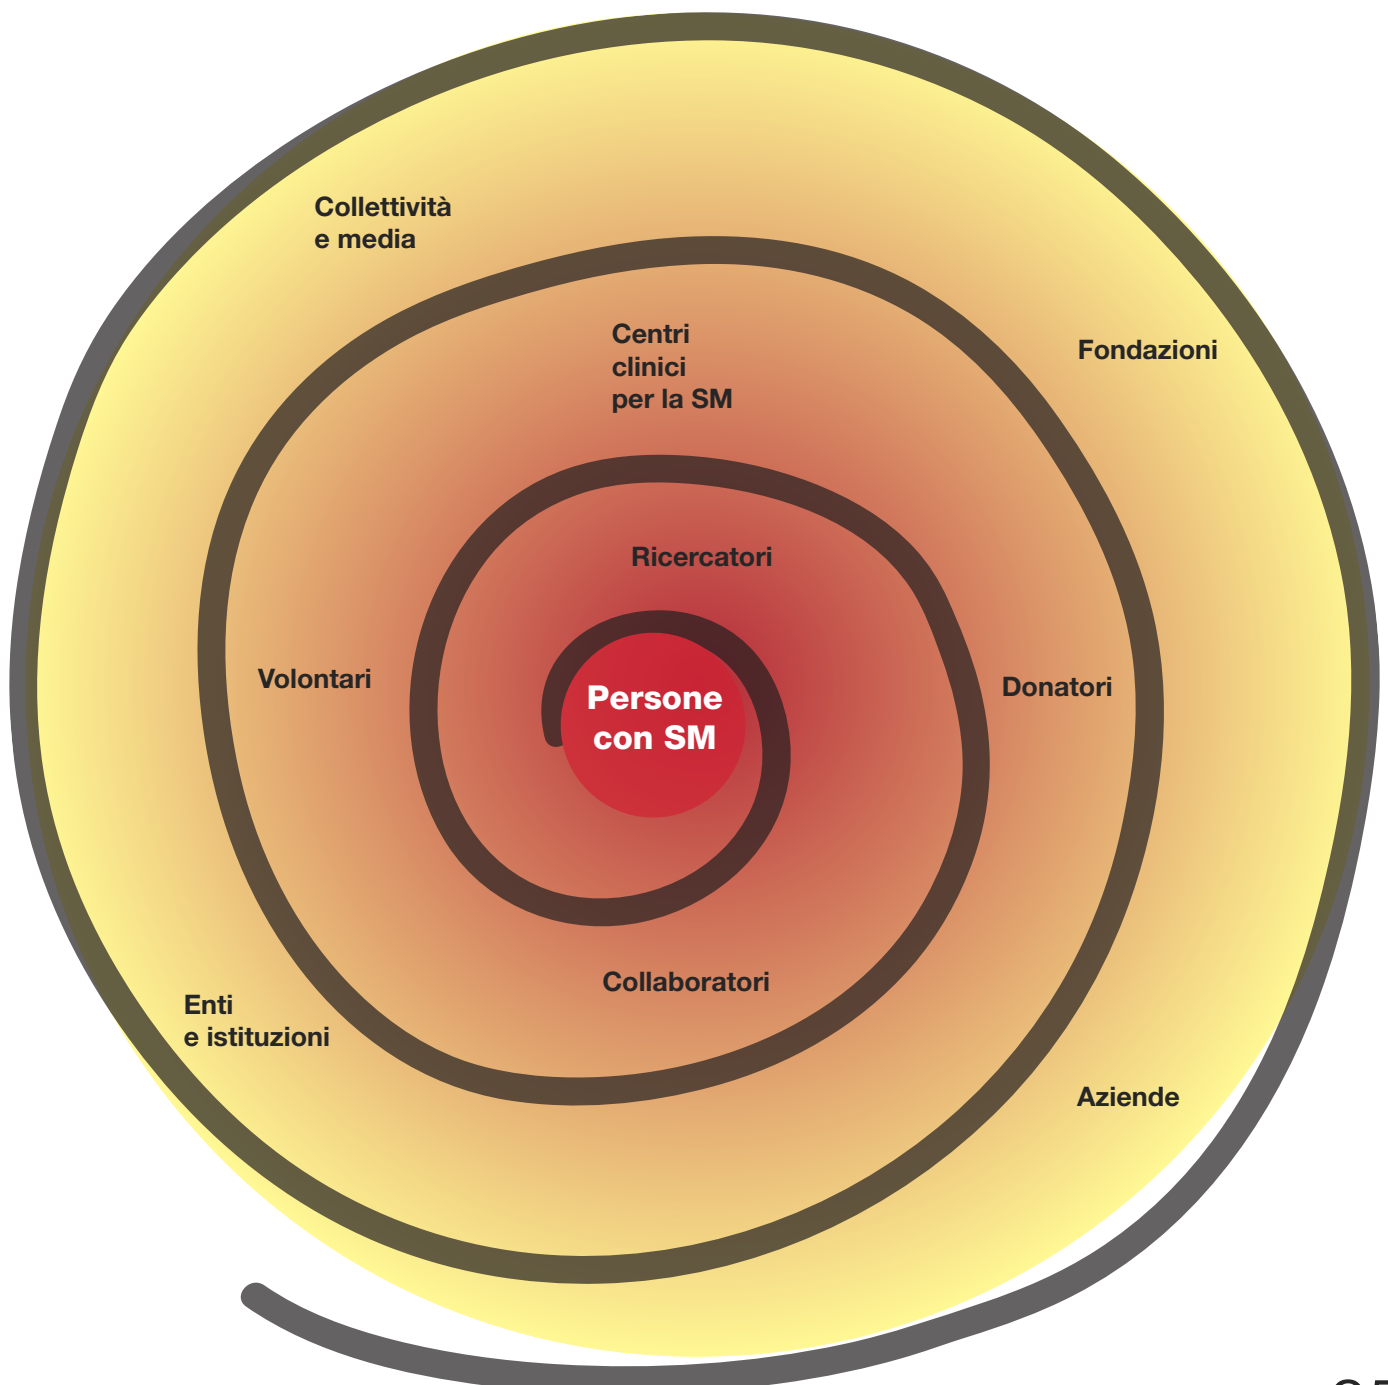 Collettività
e media
Centri
clinici
per la SM
Fondazioni
Ricercatori
Volontari
Persone
con SM
Donatori
Collaboratori
Enti
e istituzioni
Aziende